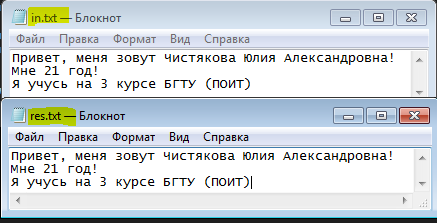 in.txt — Блокнот
Файл Правка Формат Вид Справка
Привет, меня зовут Чистякова Юлия Александровна!
Мне 21 год!
Я учусь на 3 курсе БГТУ (ПОИТ)
res.txt — Блокнот
Файл Правка Формат Вид Справка
Привет, меня зовут Чистякова Юлия Александровна!
Мне 21 год!
Я учусь на 3 курсе БГТУ (ПОИТ)